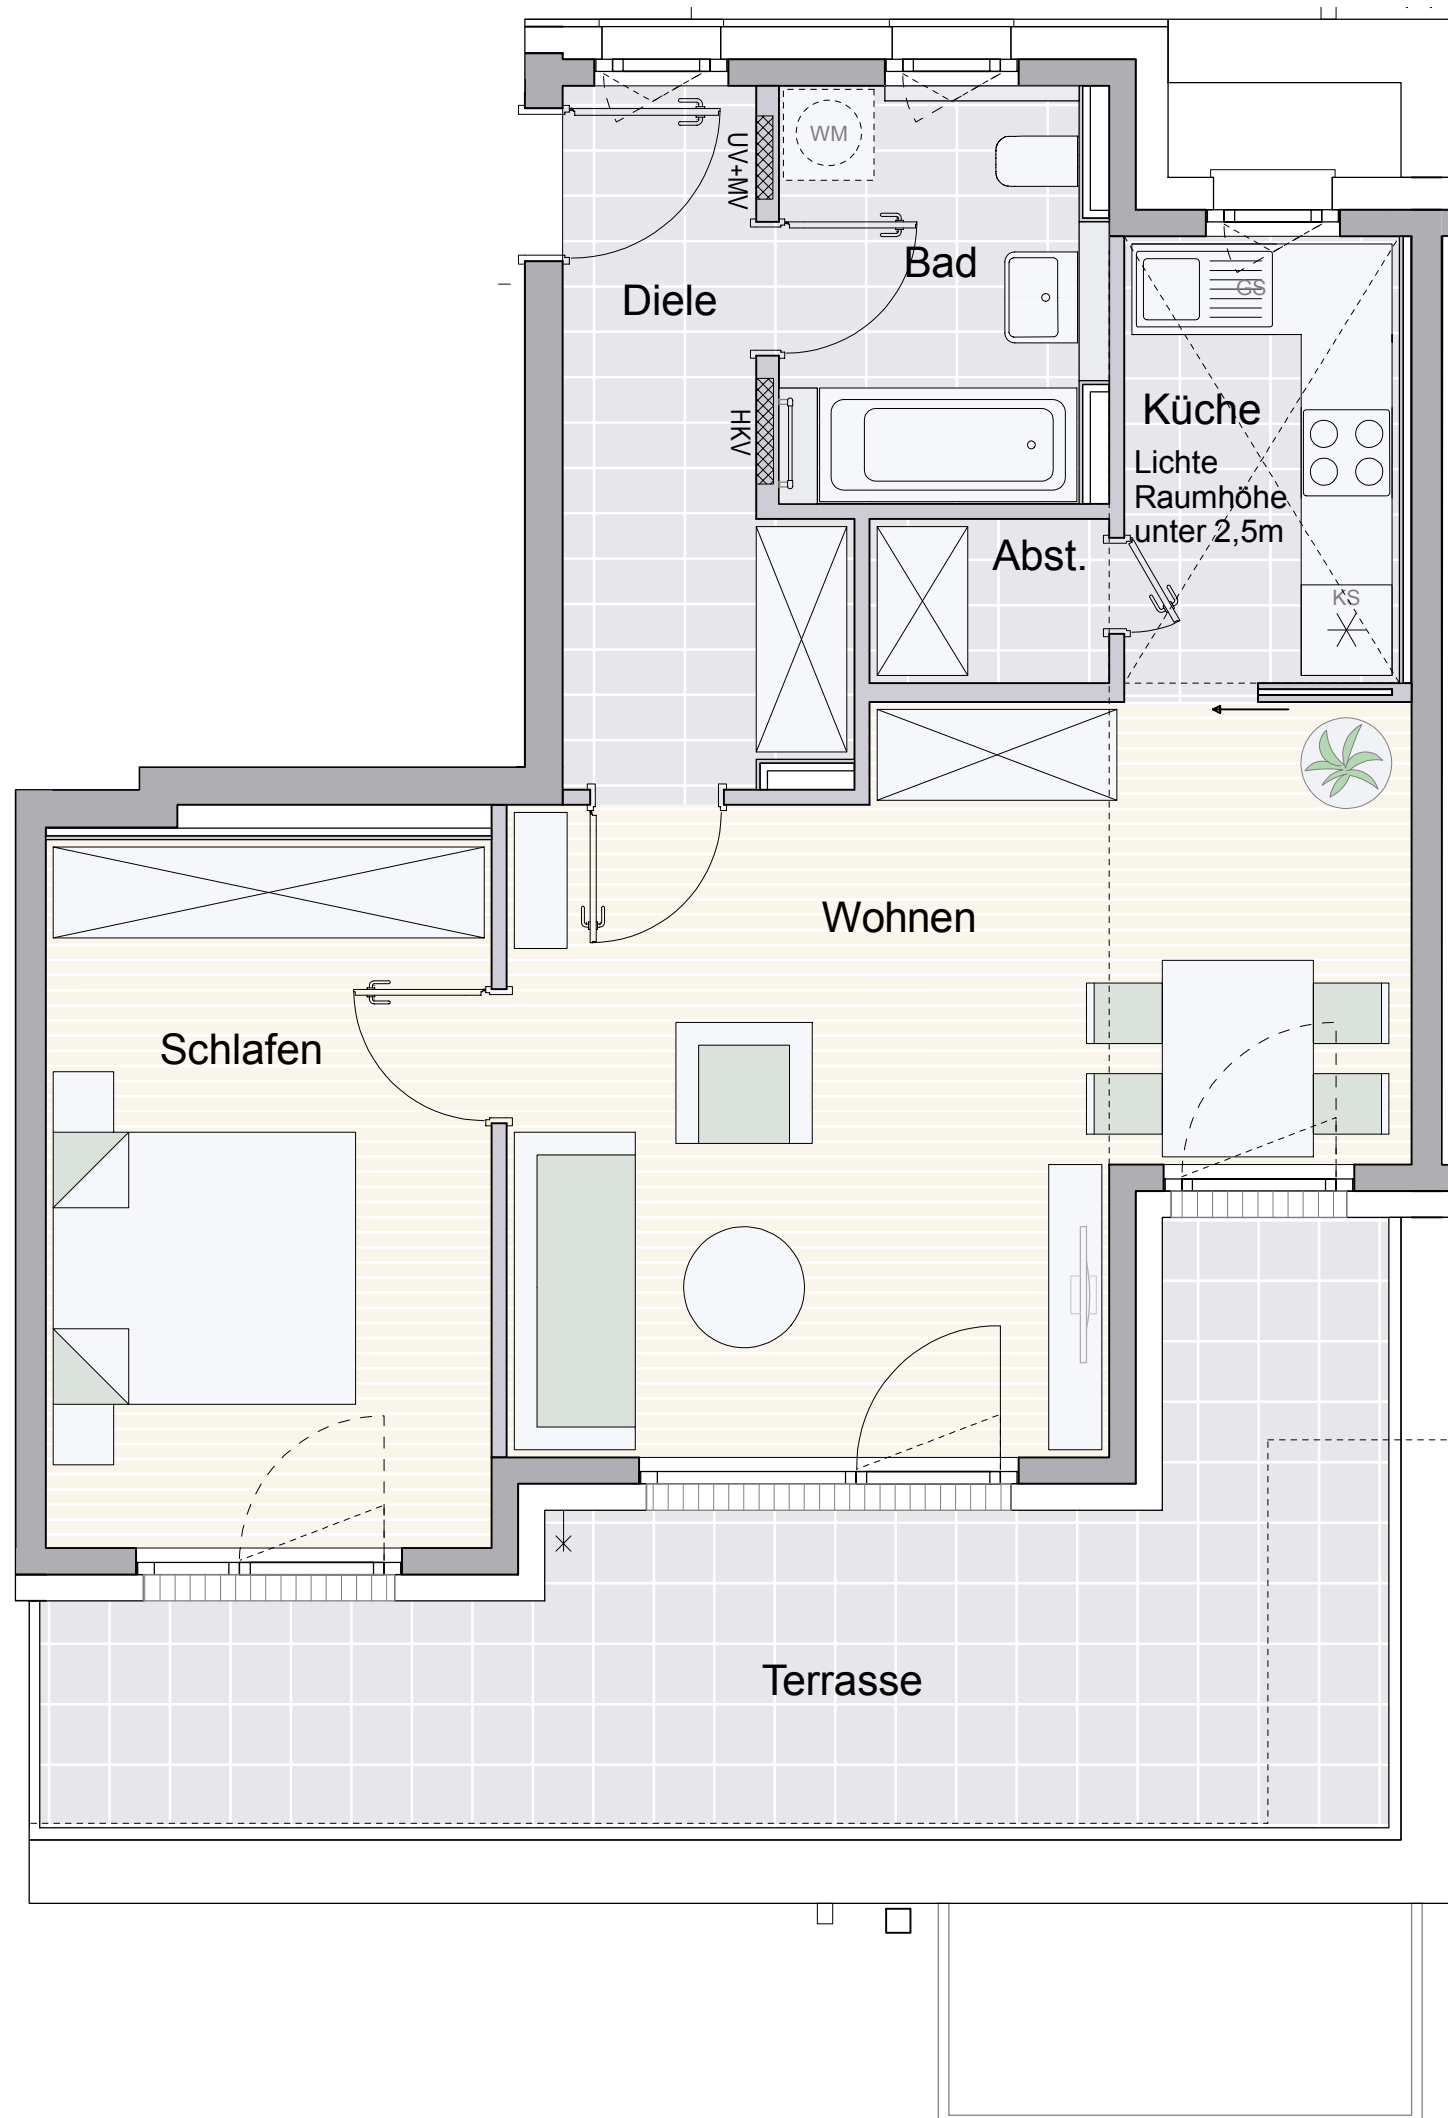 WM
UV+MV
Bad
Diele
GS
HKV
Küche
Lichte
Raumhöhe
unter 2,5m
Abst.
KS
Wohnen
Schlafen
Terrasse